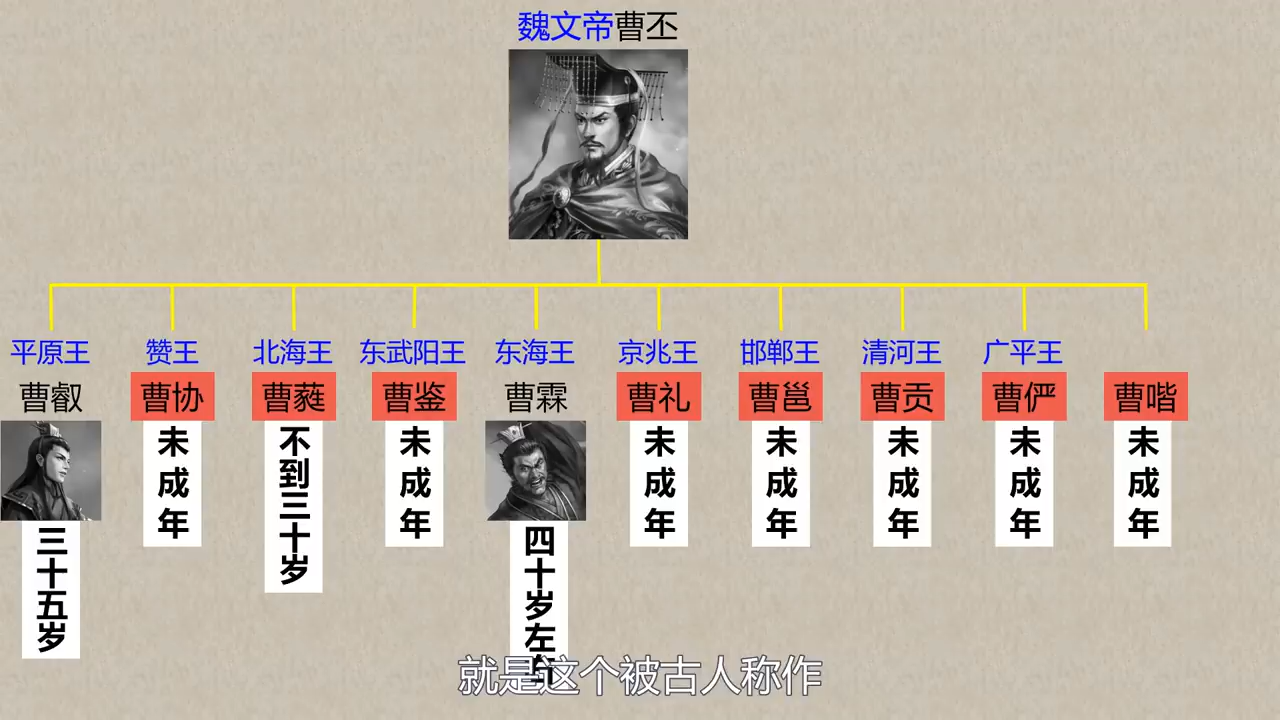 魏文帝曹丕
平原王 赞王 北海王 东武阳王 东海王 京兆王 邯郸王 清河王 广平王
曹叡 曹协 曹蕤 曹鉴 曹霖 曹礼 曹邕 曹贡 曹俨 曹喈
三十五岁
未成年
不到三十岁
未成年
四十岁左右
未成年
未成年
未成年
未成年
未成年
就是这个被古人称作